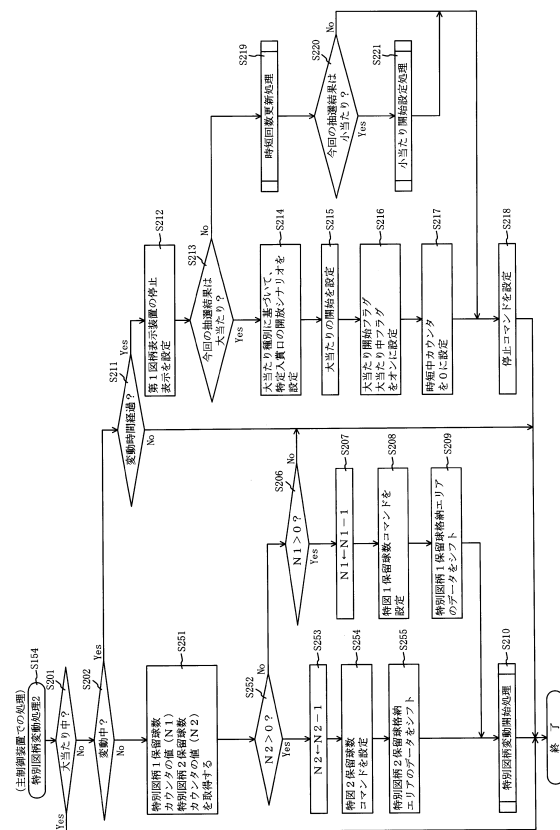 (主制御装置での処理)
特別図柄変動処理2
S154
S201
大当たり中?
Yes
No
S202
変動中?
Yes
No
S251
特別図柄1保留球数
カウンタの値(N1)
特別図柄2保留球数
カウンタの値(N2)
を取得する
S252
N2>0?
No
Yes
S253
N2←N2-1
S254
特図2保留球数
コマンドを設定
S255
特別図柄2保留球格納
エリアのデータをシフト
S206
N1>0?
No
Yes
S207
N1←N1-1
S208
特図1保留球数コマンドを
設定
S209
特別図柄1保留球格納エリア
のデータをシフト
S210
特別図柄変動開始処理
終 了
S211
変動時間経過?
Yes
No
S212
第1図柄表示装置の停止
表示を設定
S213
今回の抽選結果は
大当たり?
No
Yes
S214
大当たり種別に基づいて、
特定入賞口の開放シナリオを
設定
S215
大当たりの開始を設定
S216
大当たり開始フラグ
大当たり中フラグ
をオンに設定
S217
時短中カウンタ
を0に設定
S218
停止コマンドを設定
S219
時短回数更新処理
S220
今回の抽選結果は
小当たり?
No
Yes
S221
小当たり開始設定処理